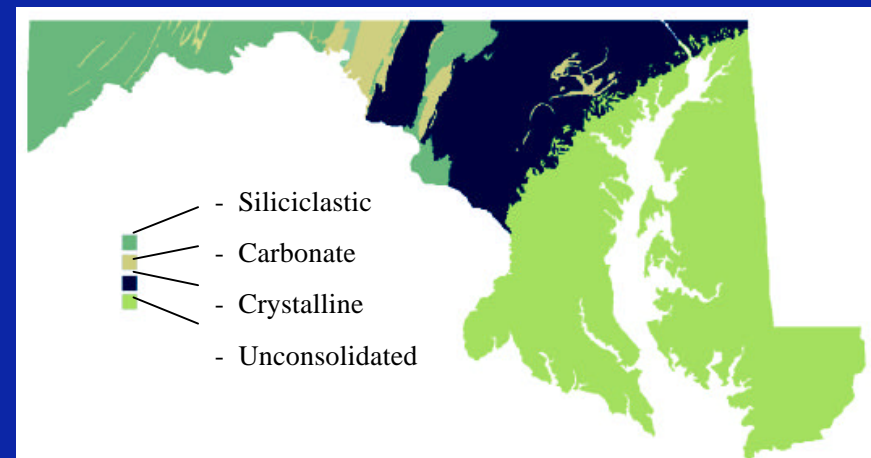 - Siliciclastic
- Carbonate
- Crystalline
- Unconsolidated